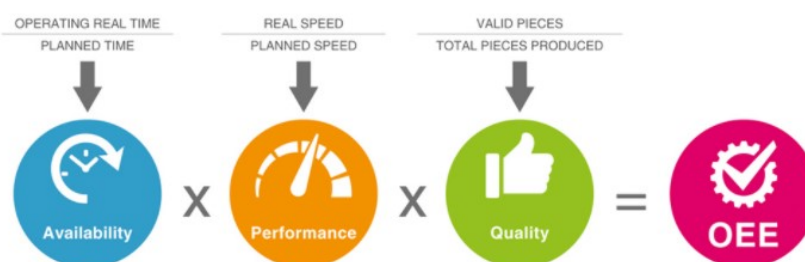 OPERATING REAL TIME
PLANNED TIME
REAL SPEED
PLANNED SPEED
VALID PIECES
TOTAL PIECES PRODUCED
Availability
X
Performance
X
Quality
=
OEE